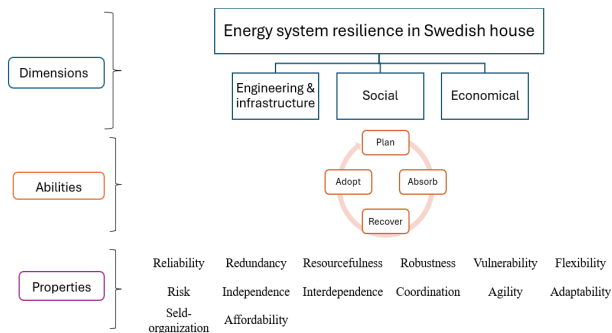 Energy system resilience in Swedish house
Dimensions
Engineering &
infrastructure
Social
Economical
Plan
Abilities
Adopt
Absorb
Recover
Properties
Reliability Redundancy Resourcefulness Robustness Vulnerability Flexibility
Risk Independence Interdependence Coordination Agility Adaptability
Seld-
organization Affordability